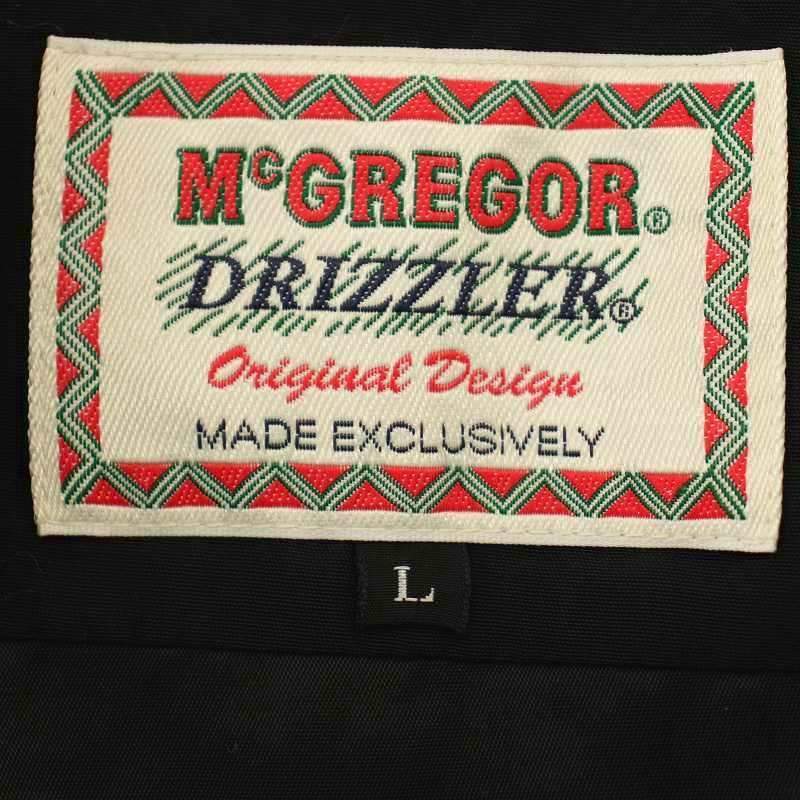 McGREGOR®
DRIZZLER®
Original Design
MADE EXCLUSIVELY
L